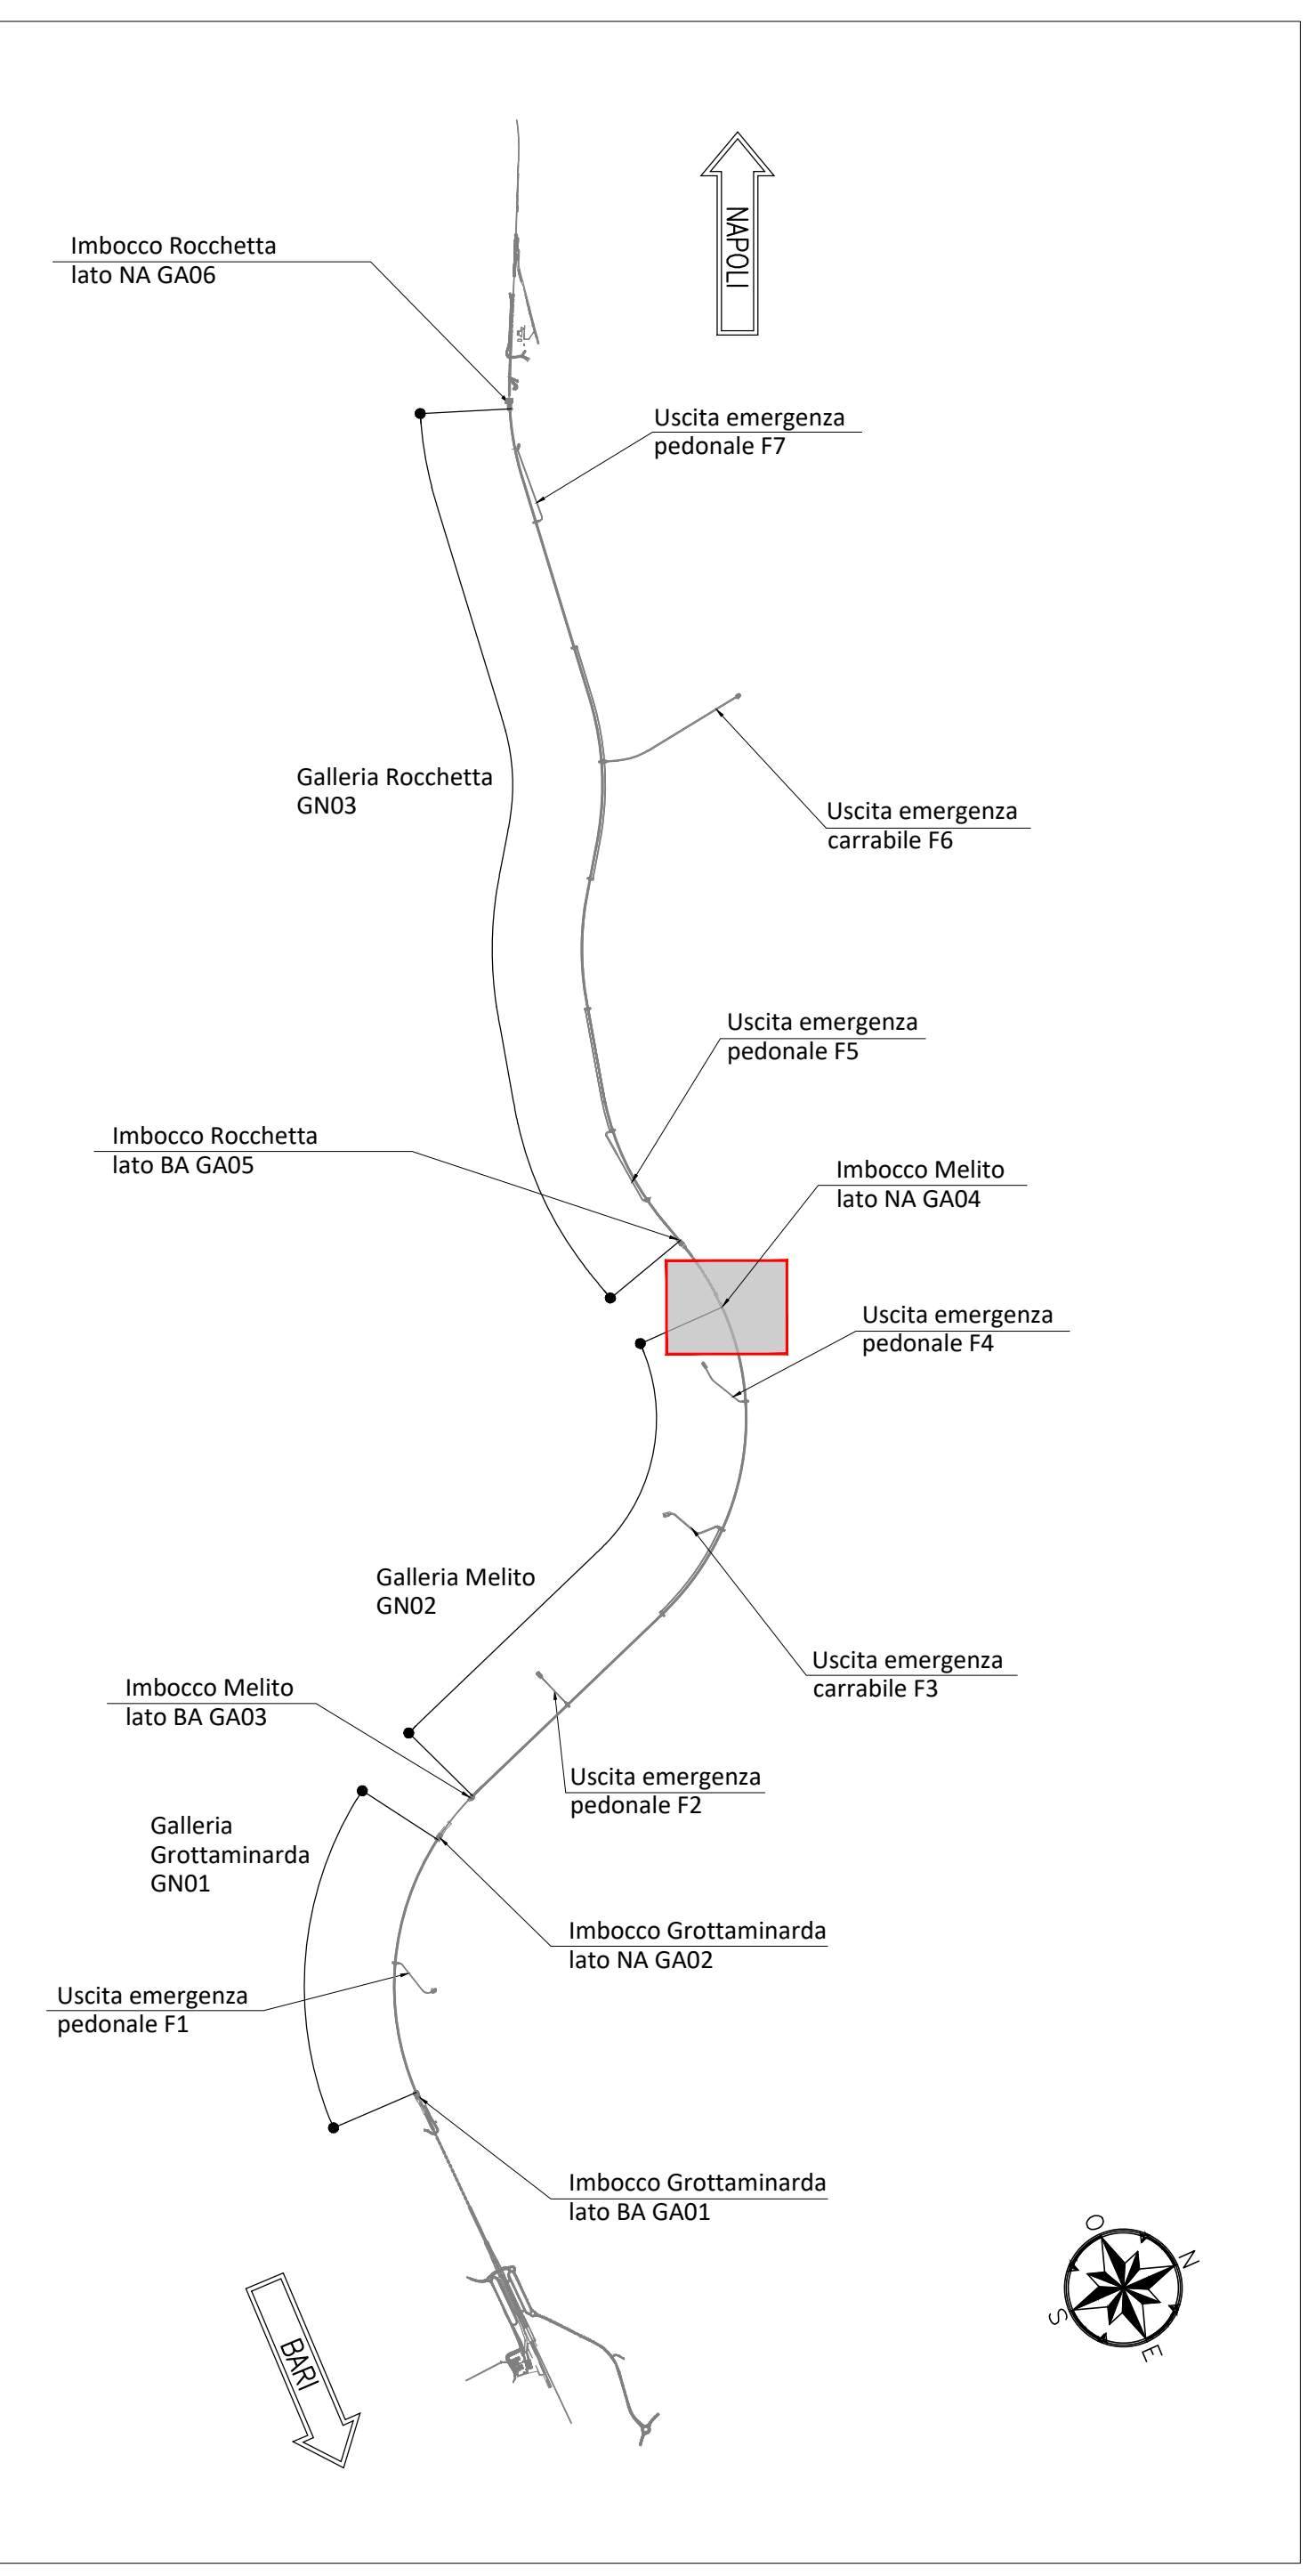 NAPOLI
Imbocco Rocchetta
lato NA GA06
Uscita emergenza
pedonale F7
Galleria Rocchetta
GN03
Uscita emergenza
carrabile F6
Uscita emergenza
pedonale F5
Imbocco Rocchetta
lato BA GA05
Imbocco Melito
lato NA GA04
Uscita emergenza
pedonale F4
Galleria Melito
GN02
Uscita emergenza
carrabile F3
Imbocco Melito
lato BA GA03
Uscita emergenza
pedonale F2
Galleria
Grottaminarda
GN01
Imbocco Grottaminarda
lato NA GA02
Uscita emergenza
pedonale F1
Imbocco Grottaminarda
lato BA GA01
O
N
S
E
BARI